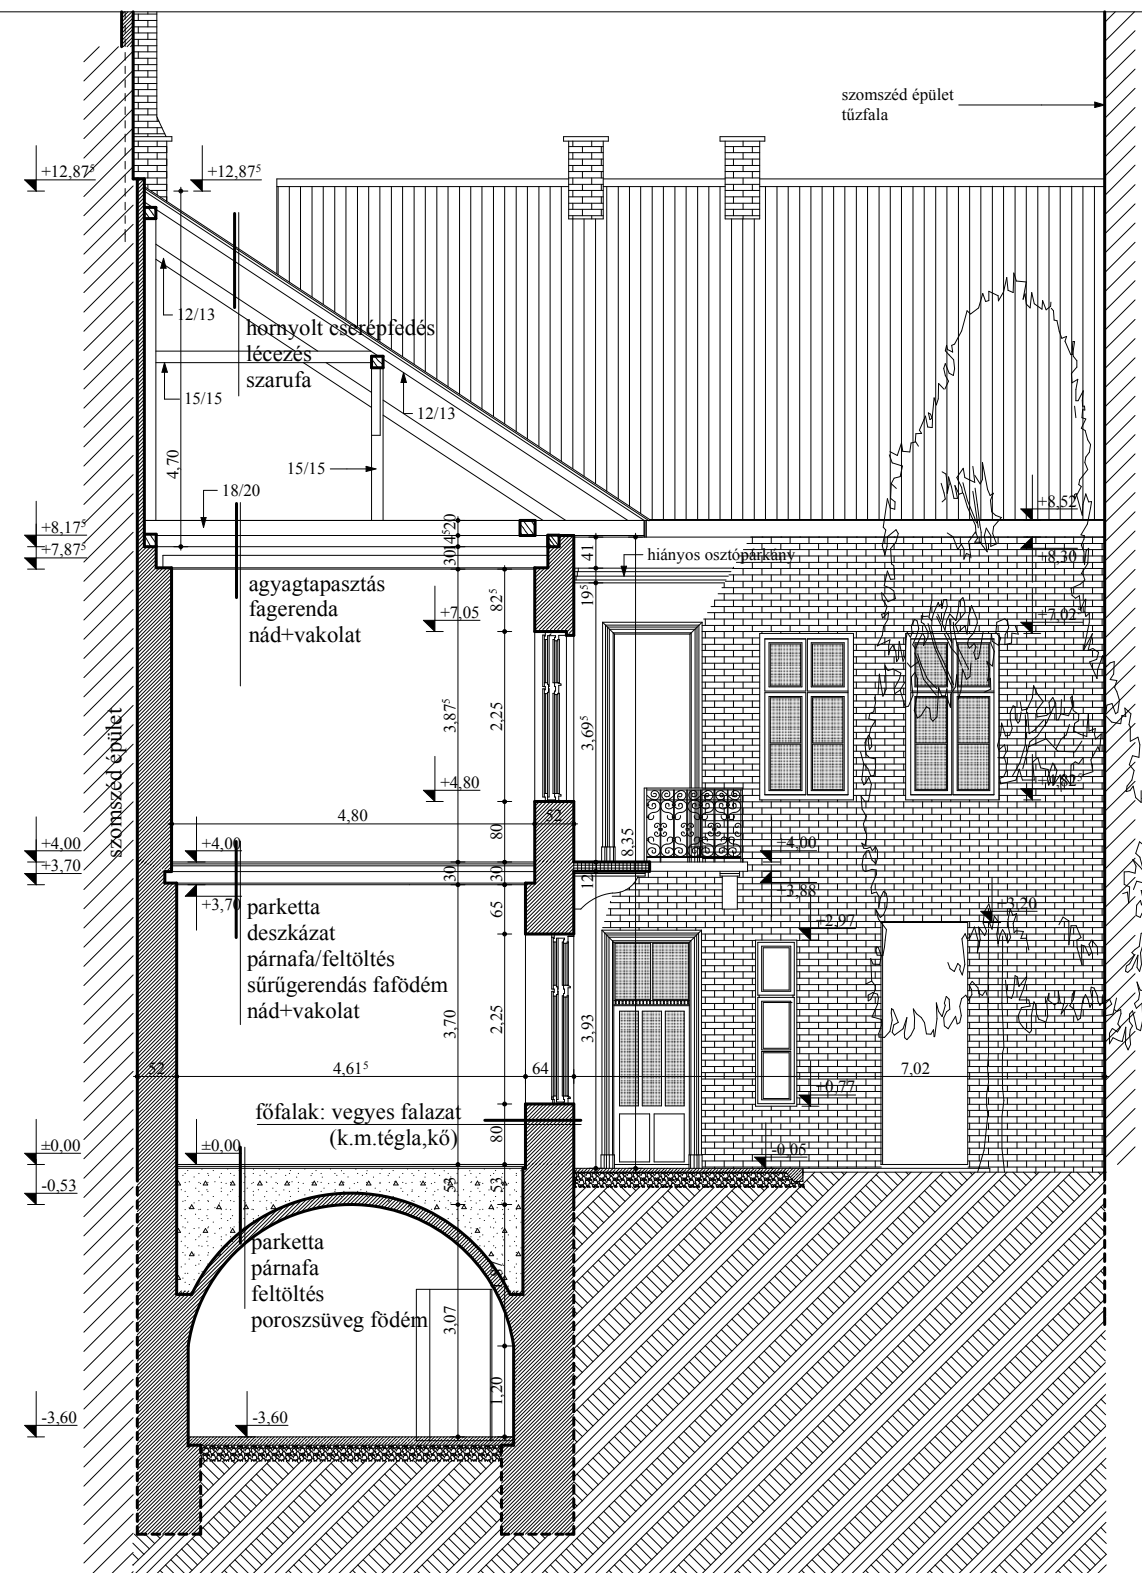 szomszéd épület
tűzfala
+12,87⁵
+12,87⁵
12/13
hornyolt cserépfedés
lécezés
szarufa
15/15
12/13
4,70
15/15
18/20
+8,52
+8,17⁵
+7,87⁵
20
14⁵
30
41
hiányos osztópárkány
+8,30
19⁵
agyagtapasztás
fagerenda
nád+vakolat
82⁵
+7,05
+7,02⁵
szomszéd épület
3,87⁵
2,25
3,69⁵
+4,80
4,80
52
80
8,35
+4,00
+3,70
+4,00
+4,00
30
30
12
+3,88
+3,70
parketta
deszkázat
párnafa/feltöltés
sűrűgerendás fafödém
nád+vakolat
65
+3,20
+2,97
3,70
2,25
3,93
52
4,61⁵
64
7,02
+0,77
főfalak: vegyes falazat
(k.m.tégla,kő)
80
±0,00
±0,00
-0,05
-0,53
53
53
parketta
párnafa
feltöltés
poroszsüveg födém
3,07
1,20
-3,60
-3,60